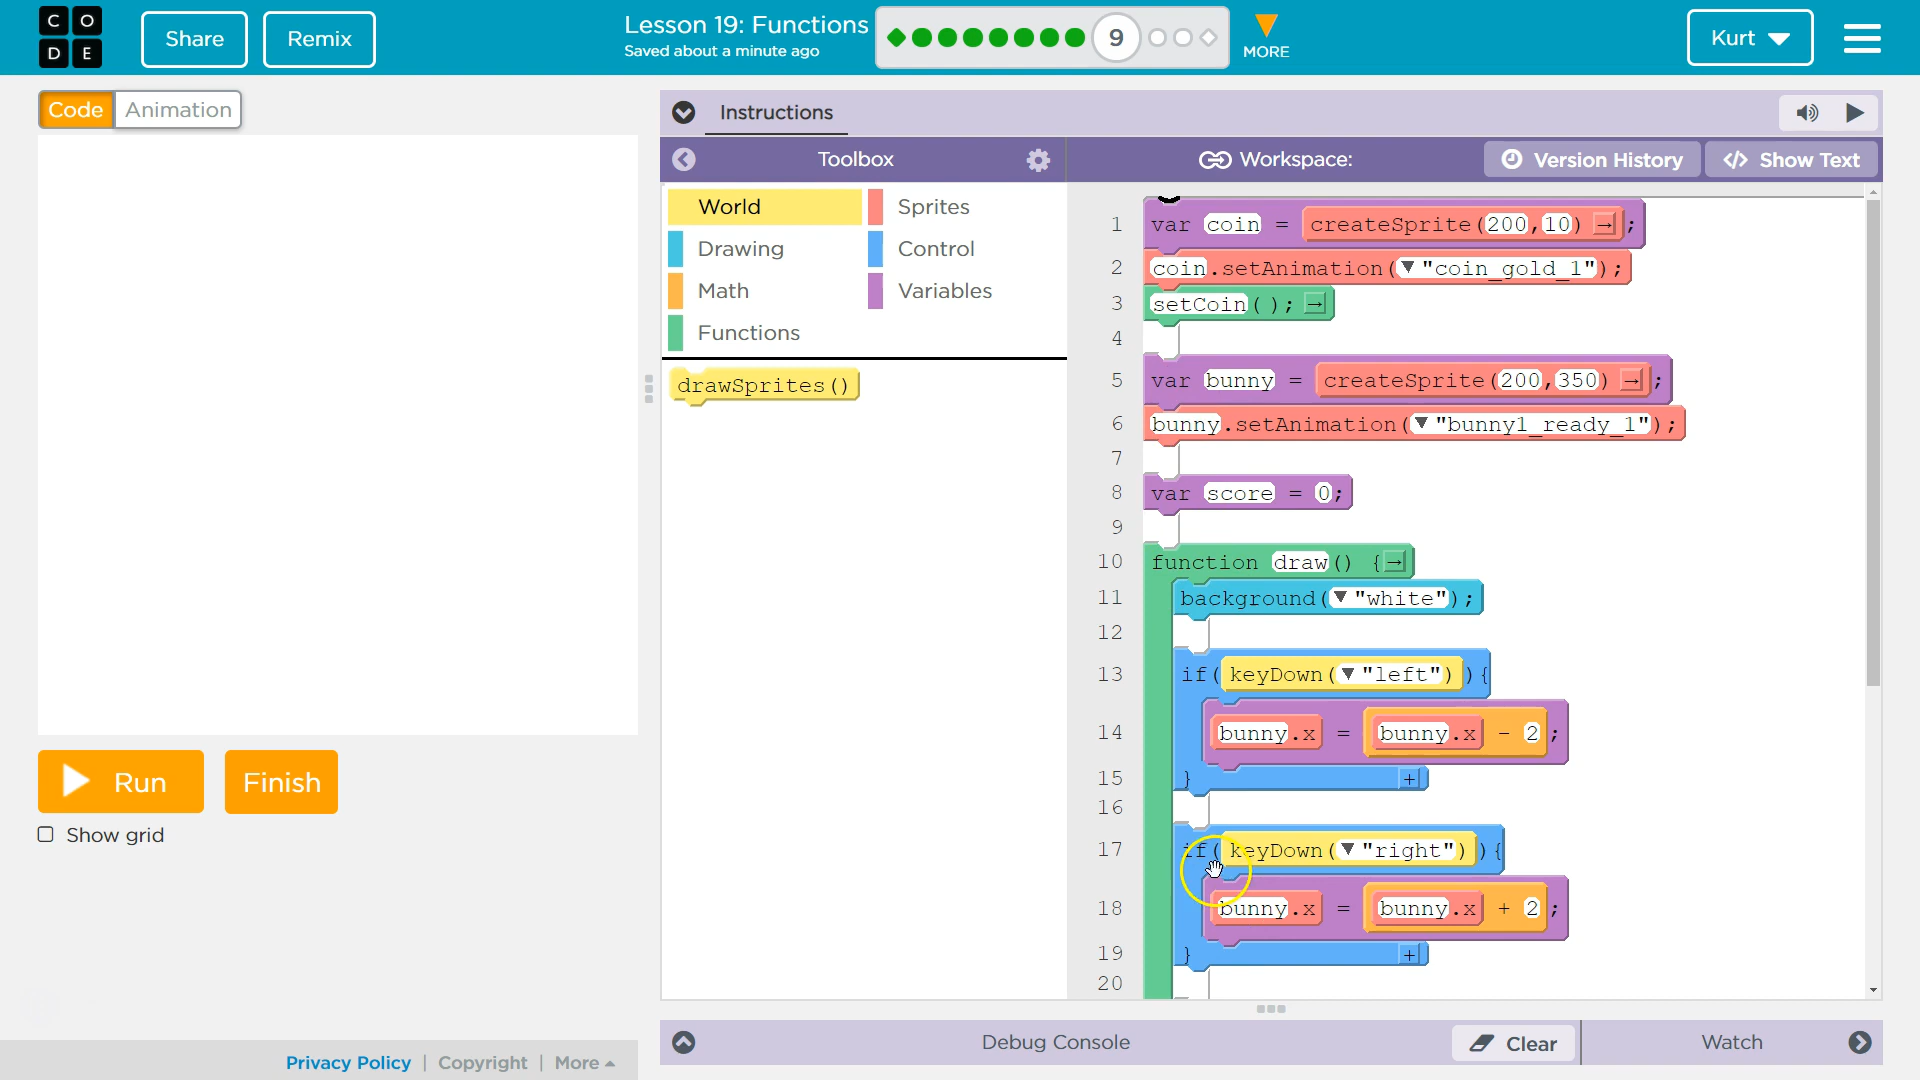 C O
D E
Share
Remix
Lesson 19: Functions
Saved about a minute ago
9
MORE
Kurt
Code
Animation
Instructions
Toolbox
Workspace:
Version History
</> Show Text
World
Sprites
Drawing
Control
Math
Variables
Functions
drawSprites()
1 var coin = createSprite(200,10) → ;
2 coin.setAnimation(▼ "coin_gold_1");
3 setCoin(); →
4
5 var bunny = createSprite(200,350) → ;
6 bunny.setAnimation(▼ "bunny1_ready_1");
7
8 var score = 0;
9
10 function draw() { →
11 background(▼ "white");
12
13 if( keyDown(▼ "left") ){
14 bunny.x = bunny.x - 2 ;
15 } +
16
17 if( keyDown(▼ "right") ){
18 bunny.x = bunny.x + 2 ;
19 } +
20
Run
Finish
Show grid
Debug Console
Clear
Watch
Privacy Policy | Copyright | More